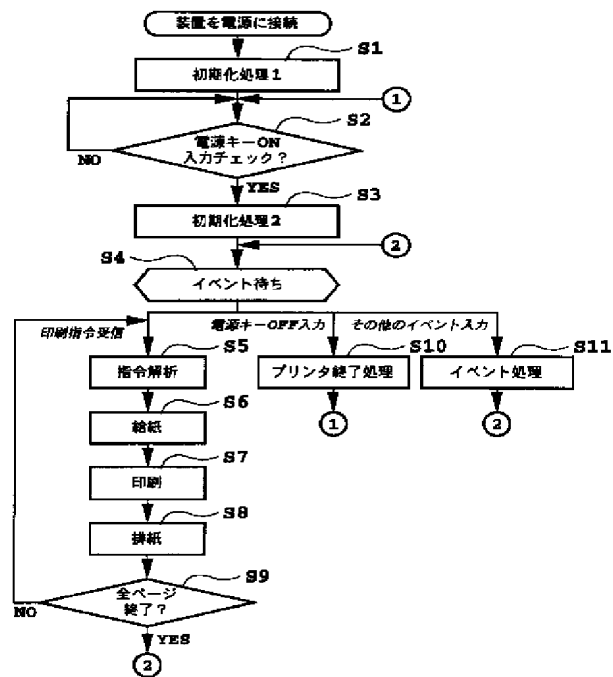 装置を電源に接続
S1
初期化処理1
1
S2
電源キーON
入力チェック？
NO
YES
S3
初期化処理2
2
S4
イベント待ち
印刷指令受信
電源キーOFF入力
その他のイベント入力
S5
S10
S11
指令解析
プリンタ終了処理
イベント処理
S6
1
2
給紙
S7
印刷
S8
排紙
S9
全ページ
終了？
NO
YES
2